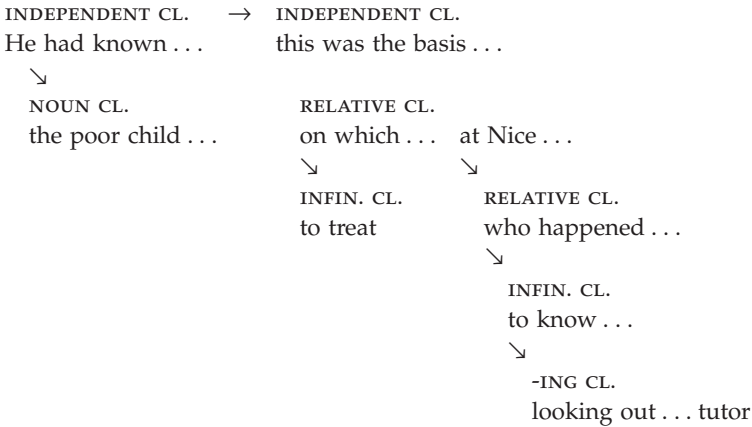 INDEPENDENT CL. → INDEPENDENT CL.
He had known . . . this was the basis . . .
↘
NOUN CL. RELATIVE CL.
the poor child . . . on which . . . at Nice . . .
↘ ↘
INFIN. CL. RELATIVE CL.
to treat who happened . . .
↘
INFIN. CL.
to know . . .
↘
-ING CL.
looking out . . . tutor